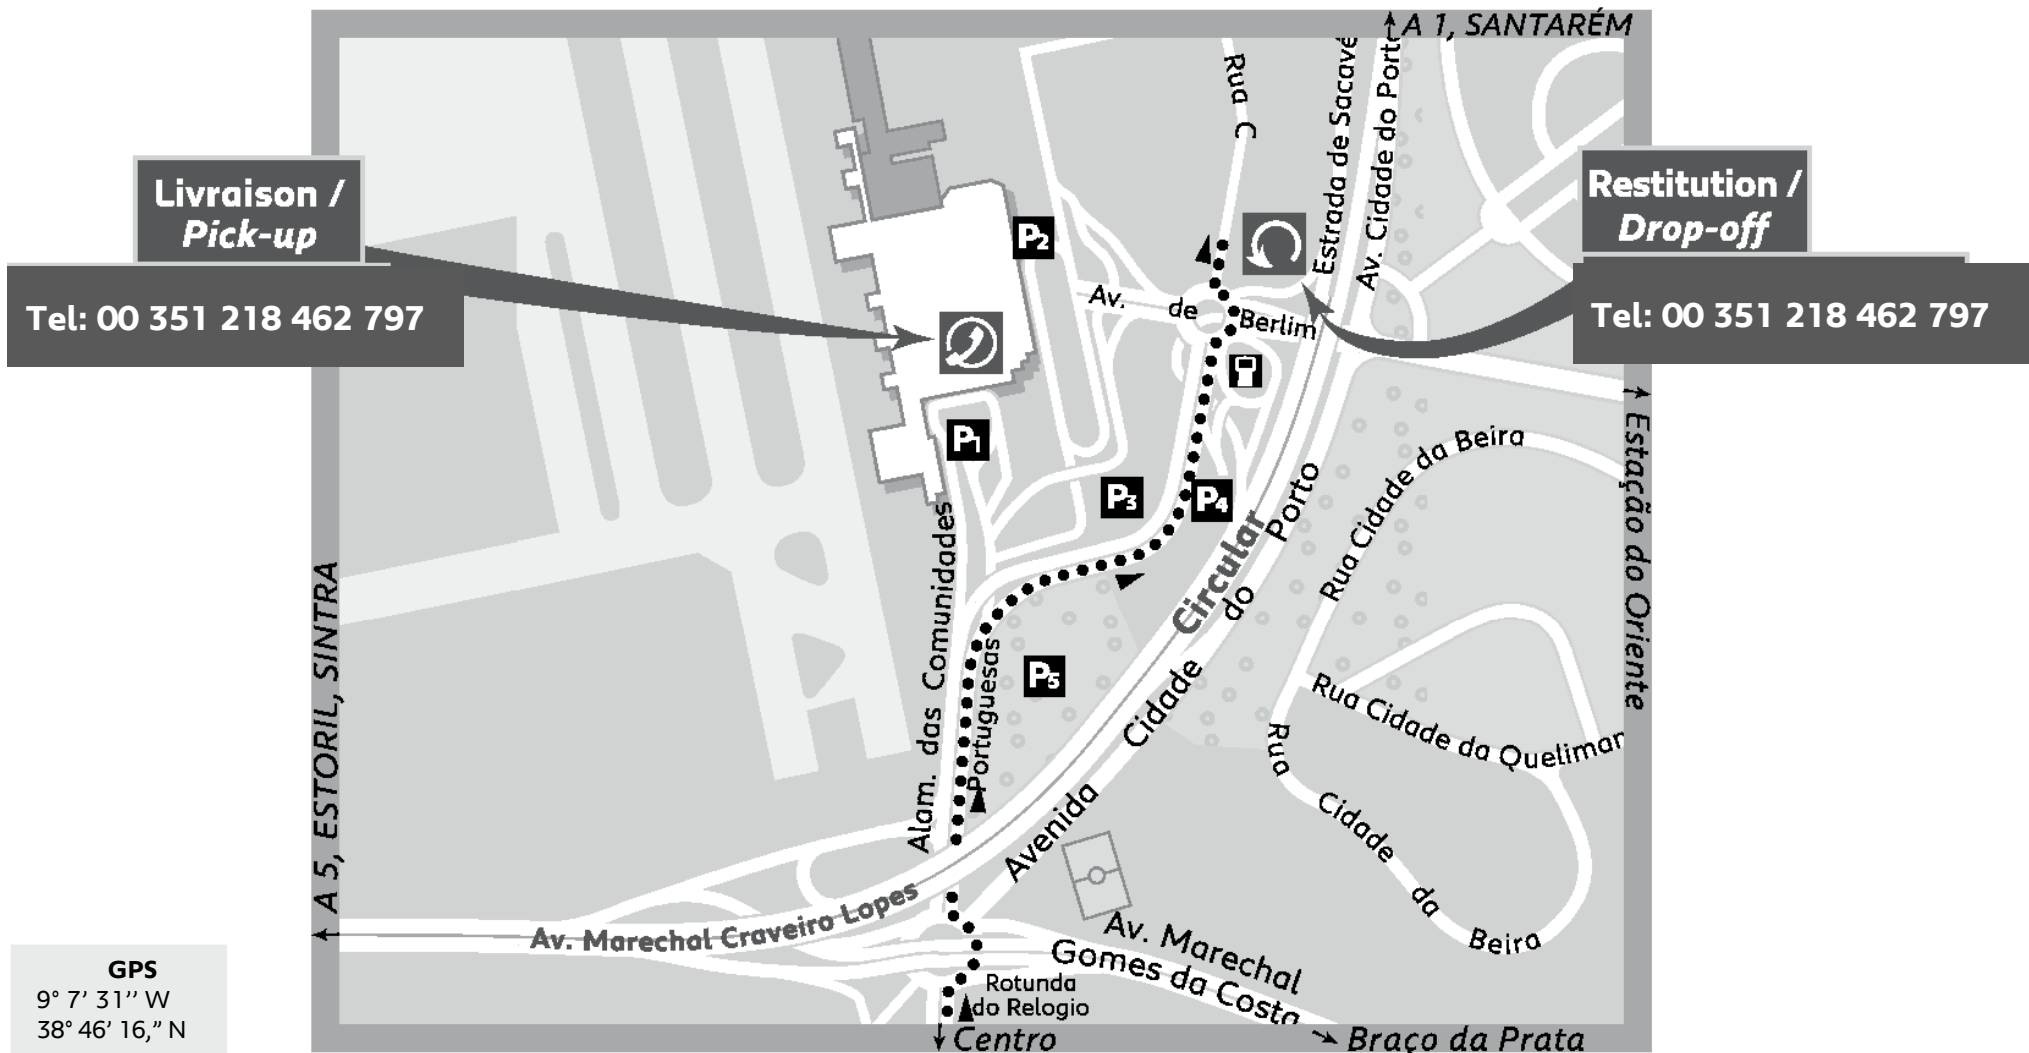 A 1, SANTARÉM
Rua C
Estrada de Sacavé
Av. Cidade do Porto
Livraison /
Pick-up
Tel: 00 351 218 462 797
Restitution /
Drop-off
Tel: 00 351 218 462 797
P2
Av. de Berlim
P1
P3
P4
P5
Circular
Avenida Cidade do Porto
Rua Cidade da Beira
Estação do Oriente
Alam. das Comunidades
Portuguesas
Rua Cidade da Quelimar
Rua Cidade da Beira
A 5, ESTORIL, SINTRA
Av. Marechal Craveiro Lopes
Av. Marechal
Gomes da Costa
Rotunda
do Relogio
Centro
Braço da Prata
GPS
9° 7’ 31’’ W
38° 46’ 16,” N